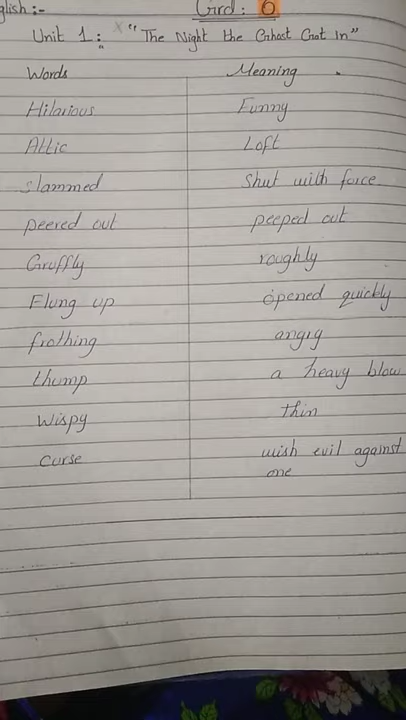 glish :-
Grd : 6
Unit 1 : "The Night the Ghost Got In"
Words Meaning
Hilarious Funny
Attic Loft
slammed Shut with force
peered out peeped out
Gruffly roughly
Flung up opened quickly
frothing angry
thump a heavy blow
Wispy thin
Curse wish evil against
one